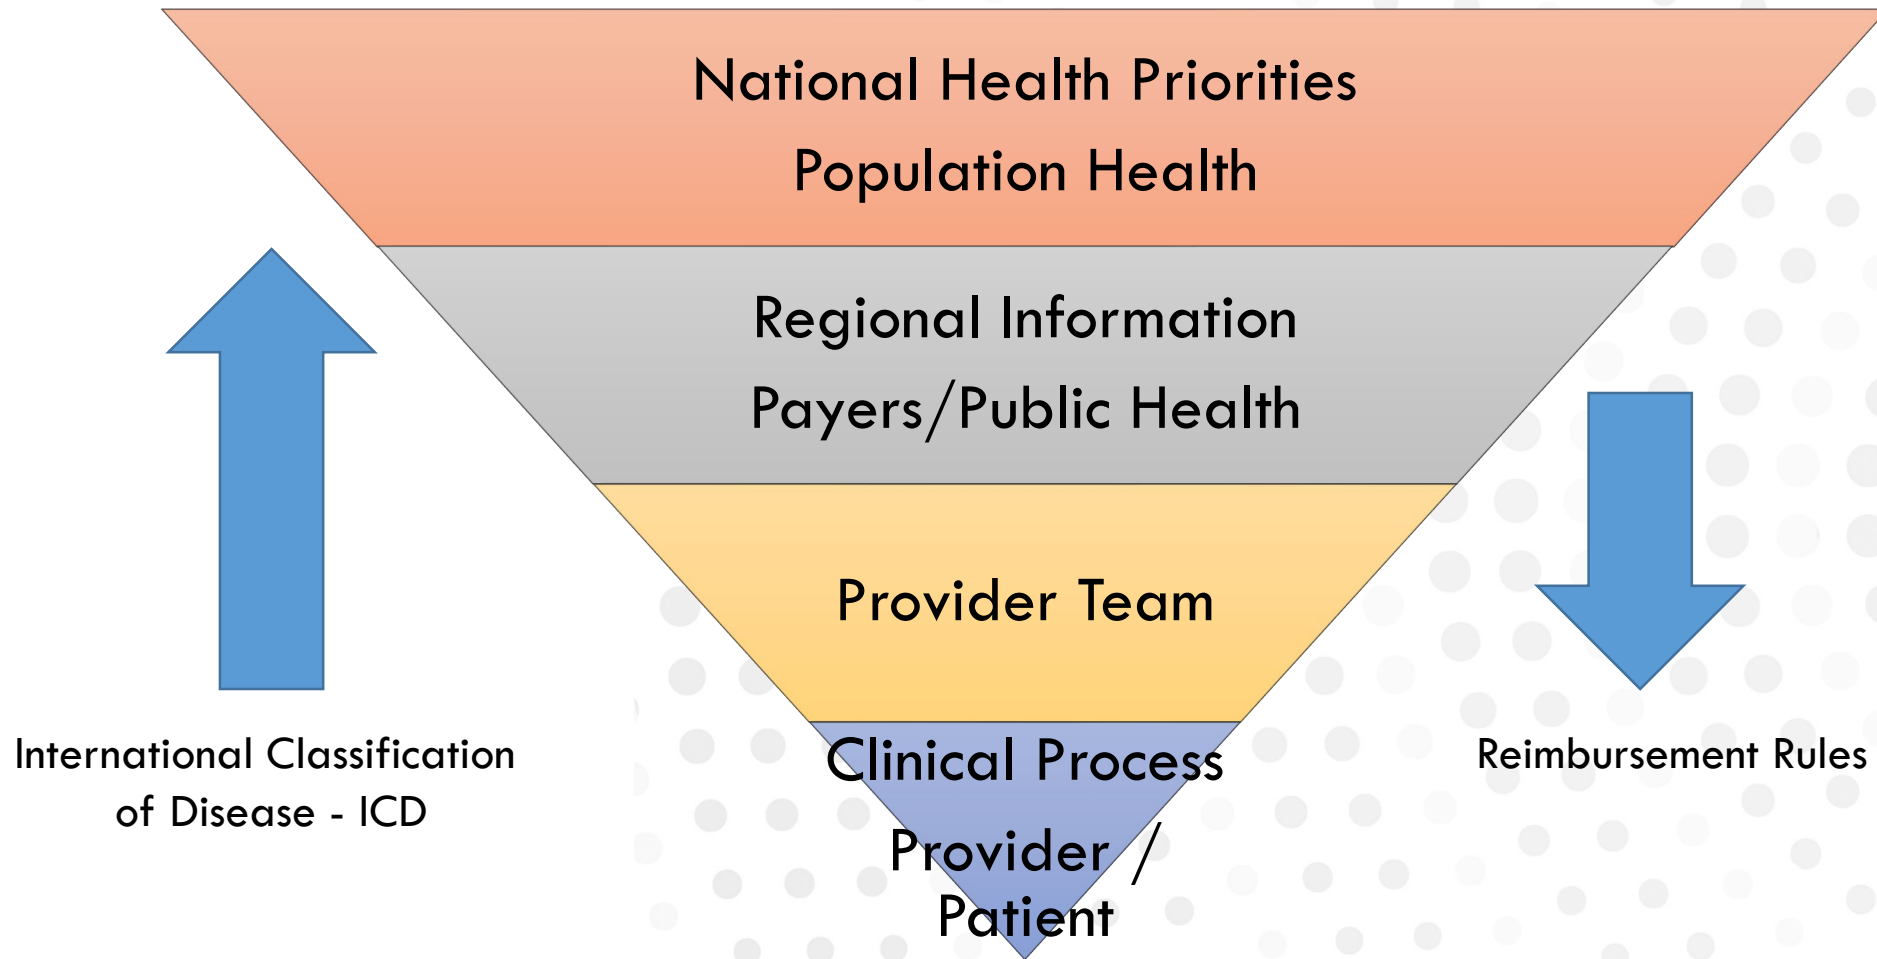 National Health Priorities
Population Health
Regional Information
Payers/Public Health
Provider Team
Clinical Process
Provider /
Patient
International Classification
of Disease - ICD
Reimbursement Rules